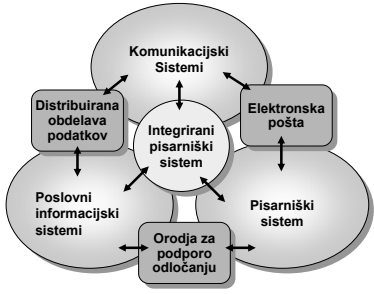 Komunikacijski
Sistemi
Distribuirana
obdelava
podatkov
Elektronska
pošta
Integrirani
pisarniški
sistem
Poslovni
informacijski
sistemi
Pisarniški
sistem
Orodja za
podporo
odločanju